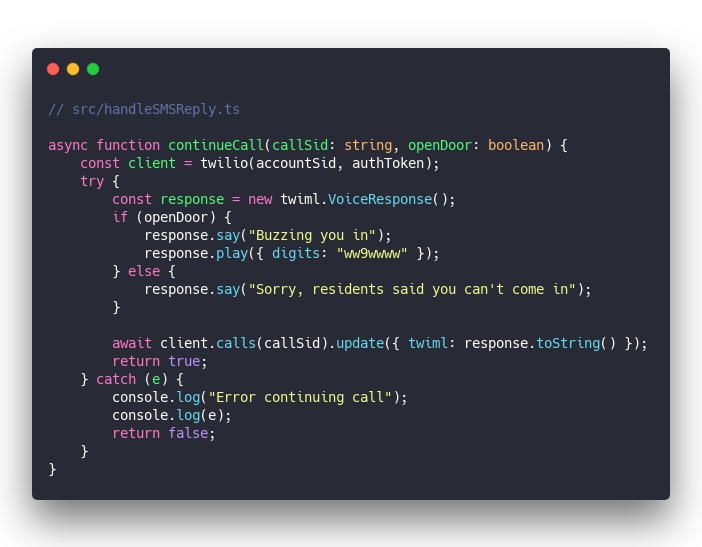 // src/handleSMSReply.ts

async function continueCall(callSid: string, openDoor: boolean) {
    const client = twilio(accountSid, authToken);
    try {
        const response = new twiml.VoiceResponse();
        if (openDoor) {
            response.say("Buzzing you in");
            response.play({ digits: "ww9wwww" });
        } else {
            response.say("Sorry, residents said you can't come in");
        }

        await client.calls(callSid).update({ twiml: response.toString() });
        return true;
    } catch (e) {
        console.log("Error continuing call");
        console.log(e);
        return false;
    }
}